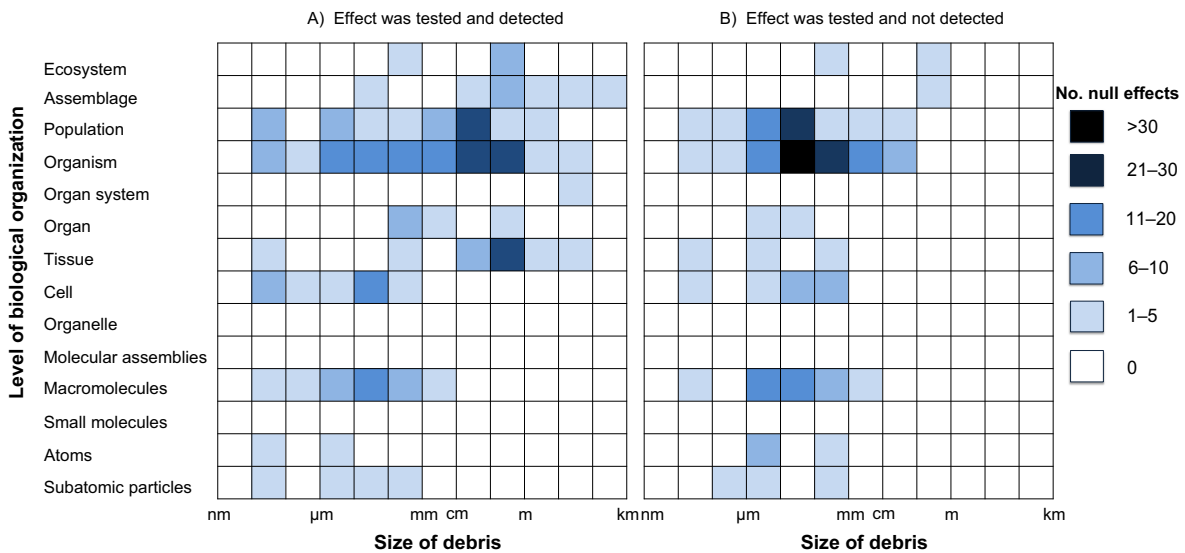 A) Effect was tested and detected
B) Effect was tested and not detected
Level of biological organization
Ecosystem
Assemblage
Population
Organism
Organ system
Organ
Tissue
Cell
Organelle
Molecular assemblies
Macromolecules
Small molecules
Atoms
Subatomic particles
No. null effects
>30
21–30
11–20
6–10
1–5
0
nm µm mm cm m km
nm µm mm cm m km
Size of debris
Size of debris